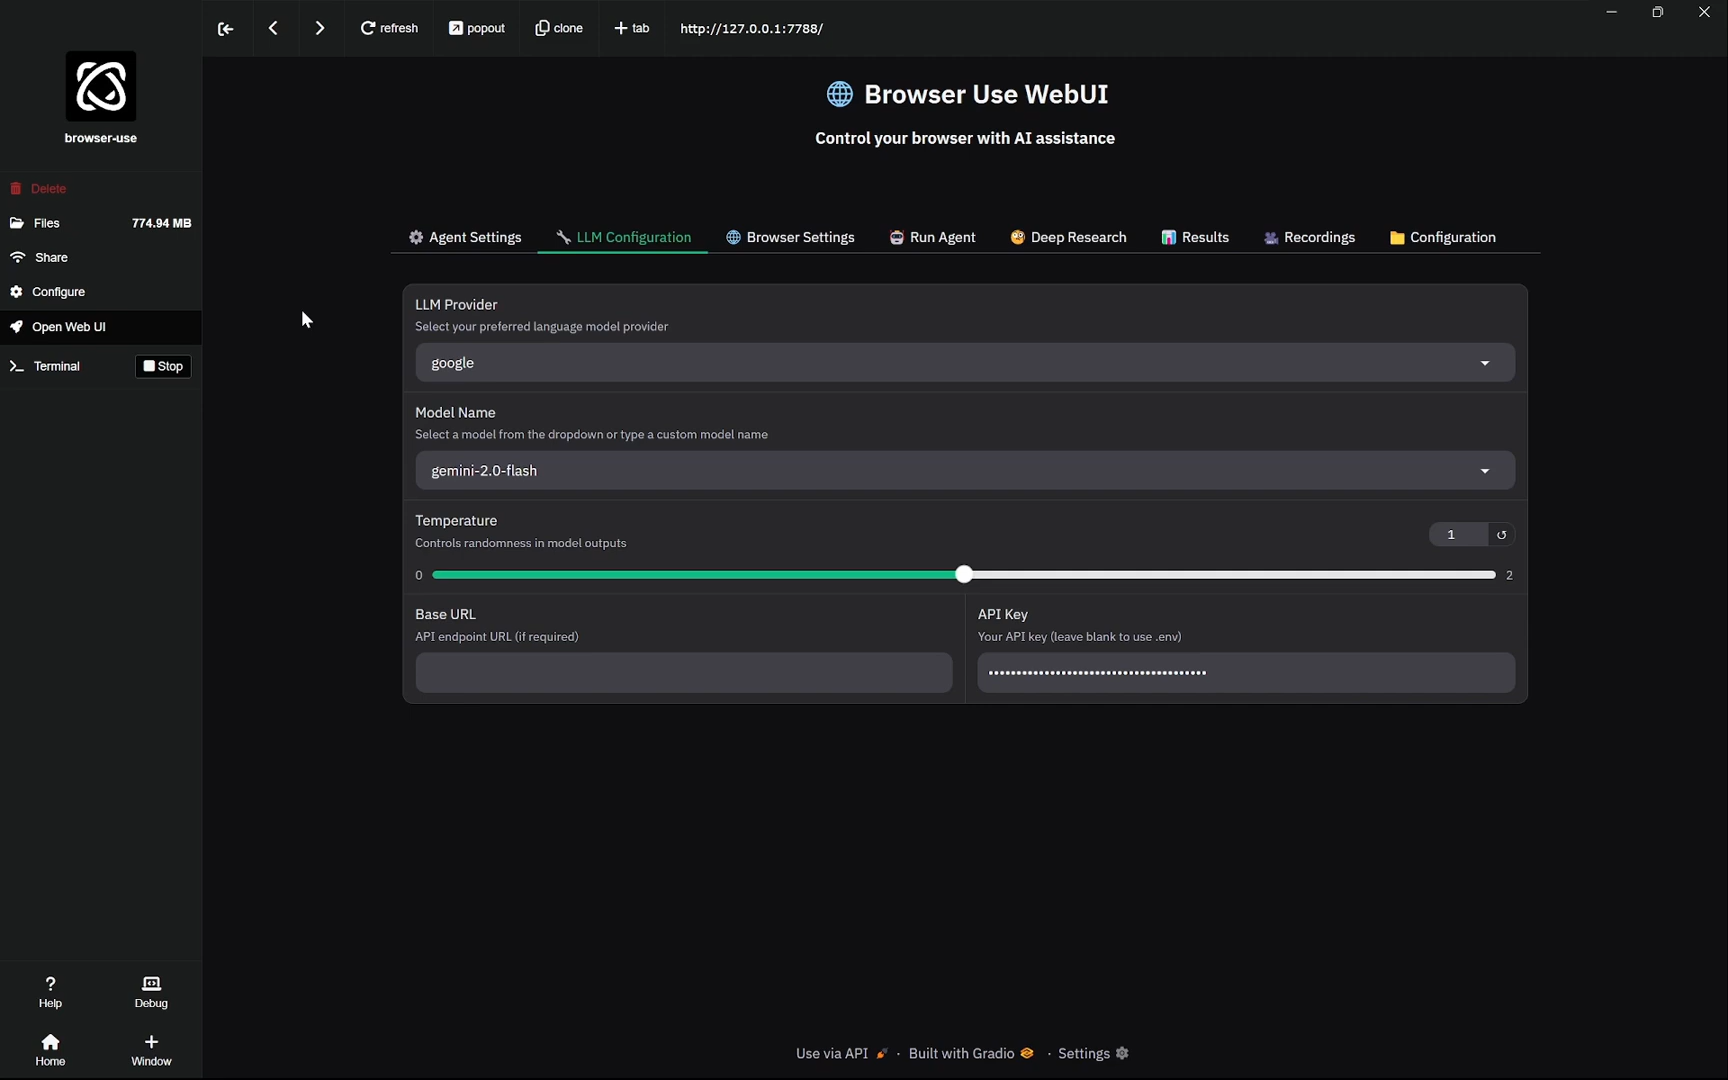 refresh
popout
clone
+ tab
http://127.0.0.1:7788/
browser-use
Delete
Files 774.94 MB
Share
Configure
Open Web UI
Terminal
Stop
? Help
Debug
Home
Window
Browser Use WebUI
Control your browser with AI assistance
Agent Settings
LLM Configuration
Browser Settings
Run Agent
Deep Research
Results
Recordings
Configuration
LLM Provider
Select your preferred language model provider
google
Model Name
Select a model from the dropdown or type a custom model name
gemini-2.0-flash
Temperature
Controls randomness in model outputs
1
0
2
Base URL
API endpoint URL (if required)
API Key
Your API key (leave blank to use .env)
••••••••••••••••••••••••••••••••••••••
Use via API · Built with Gradio · Settings